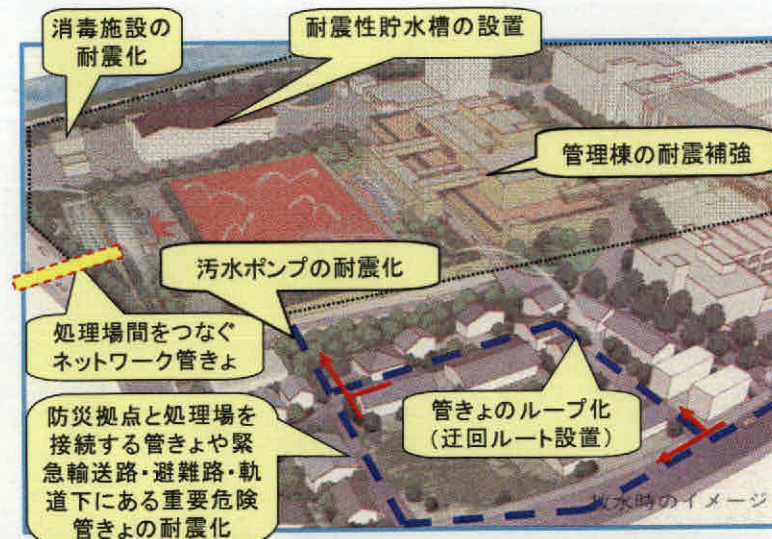 消毒施設の
耐震化
耐震性貯水槽の設置
管理棟の耐震補強
汚水ポンプの耐震化
処理場間をつなぐ
ネットワーク管きょ
管きょのループ化
(迂回ルート設置)
防災拠点と処理場を
接続する管きょや緊
急輸送路・避難路・軌
道下にある重要危険
管きょの耐震化
水時のイメージ